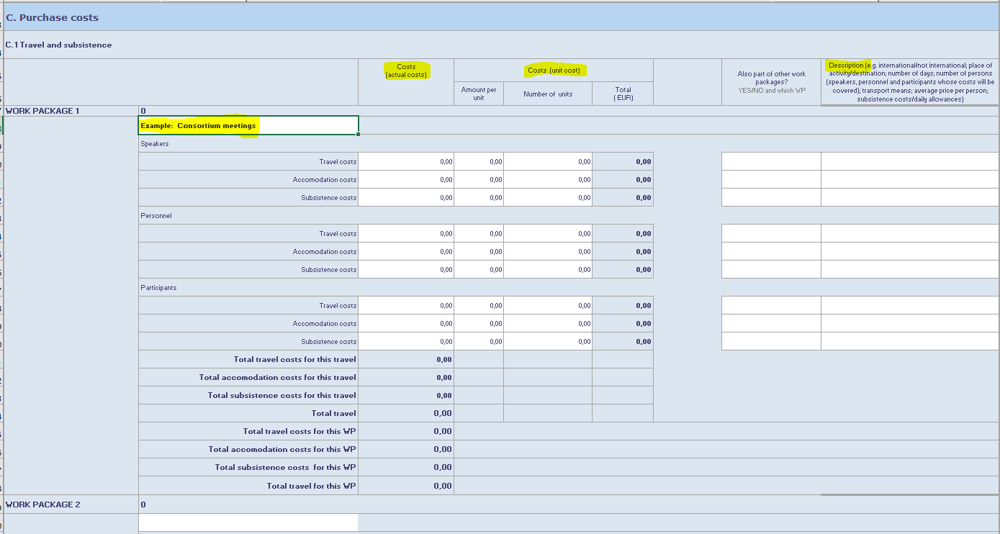 C. Purchase costs
C.1 Travel and subsistence
Costs
(actual costs)
Costs (unit cost)
Amount per
unit
Number of units
Total
(EUR)
Also part of other work
packages?
YES/NO and which WP
Description (e.g. international/not international; place of
activity/destination; number of days; number of persons
(speakers, personnel and participants whose costs will be
covered); transport means; average price per person;
subsistence costs/daily allowances)
WORK PACKAGE 1 0
Example: Consortium meetings
Speakers
Travel costs 0,00 0,00 0,00 0,00
Accomodation costs 0,00 0,00 0,00 0,00
Subsistence costs 0,00 0,00 0,00 0,00
Personnel
Travel costs 0,00 0,00 0,00 0,00
Accomodation costs 0,00 0,00 0,00 0,00
Subsistence costs 0,00 0,00 0,00 0,00
Participants
Travel costs 0,00 0,00 0,00 0,00
Accomodation costs 0,00 0,00 0,00 0,00
Subsistence costs 0,00 0,00 0,00 0,00
Total travel costs for this travel 0,00
Total accomodation costs for this travel 0,00
Total subsistence costs for this travel 0,00
Total travel 0,00
Total travel costs for this WP 0,00
Total accomodation costs for this WP 0,00
Total subsistence costs for this WP 0,00
Total travel for this WP 0,00
WORK PACKAGE 2 0